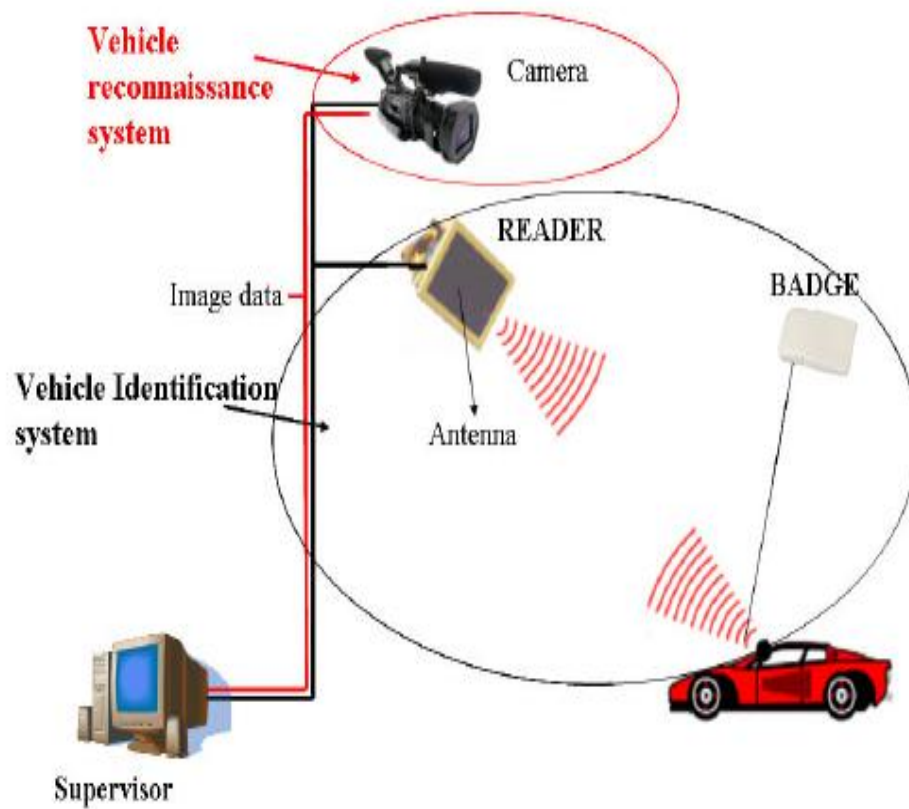 Vehicle
reconnaissance
system
Camera
READER
BADGE
Image data
Vehicle Identification
system
Antenna
Supervisor